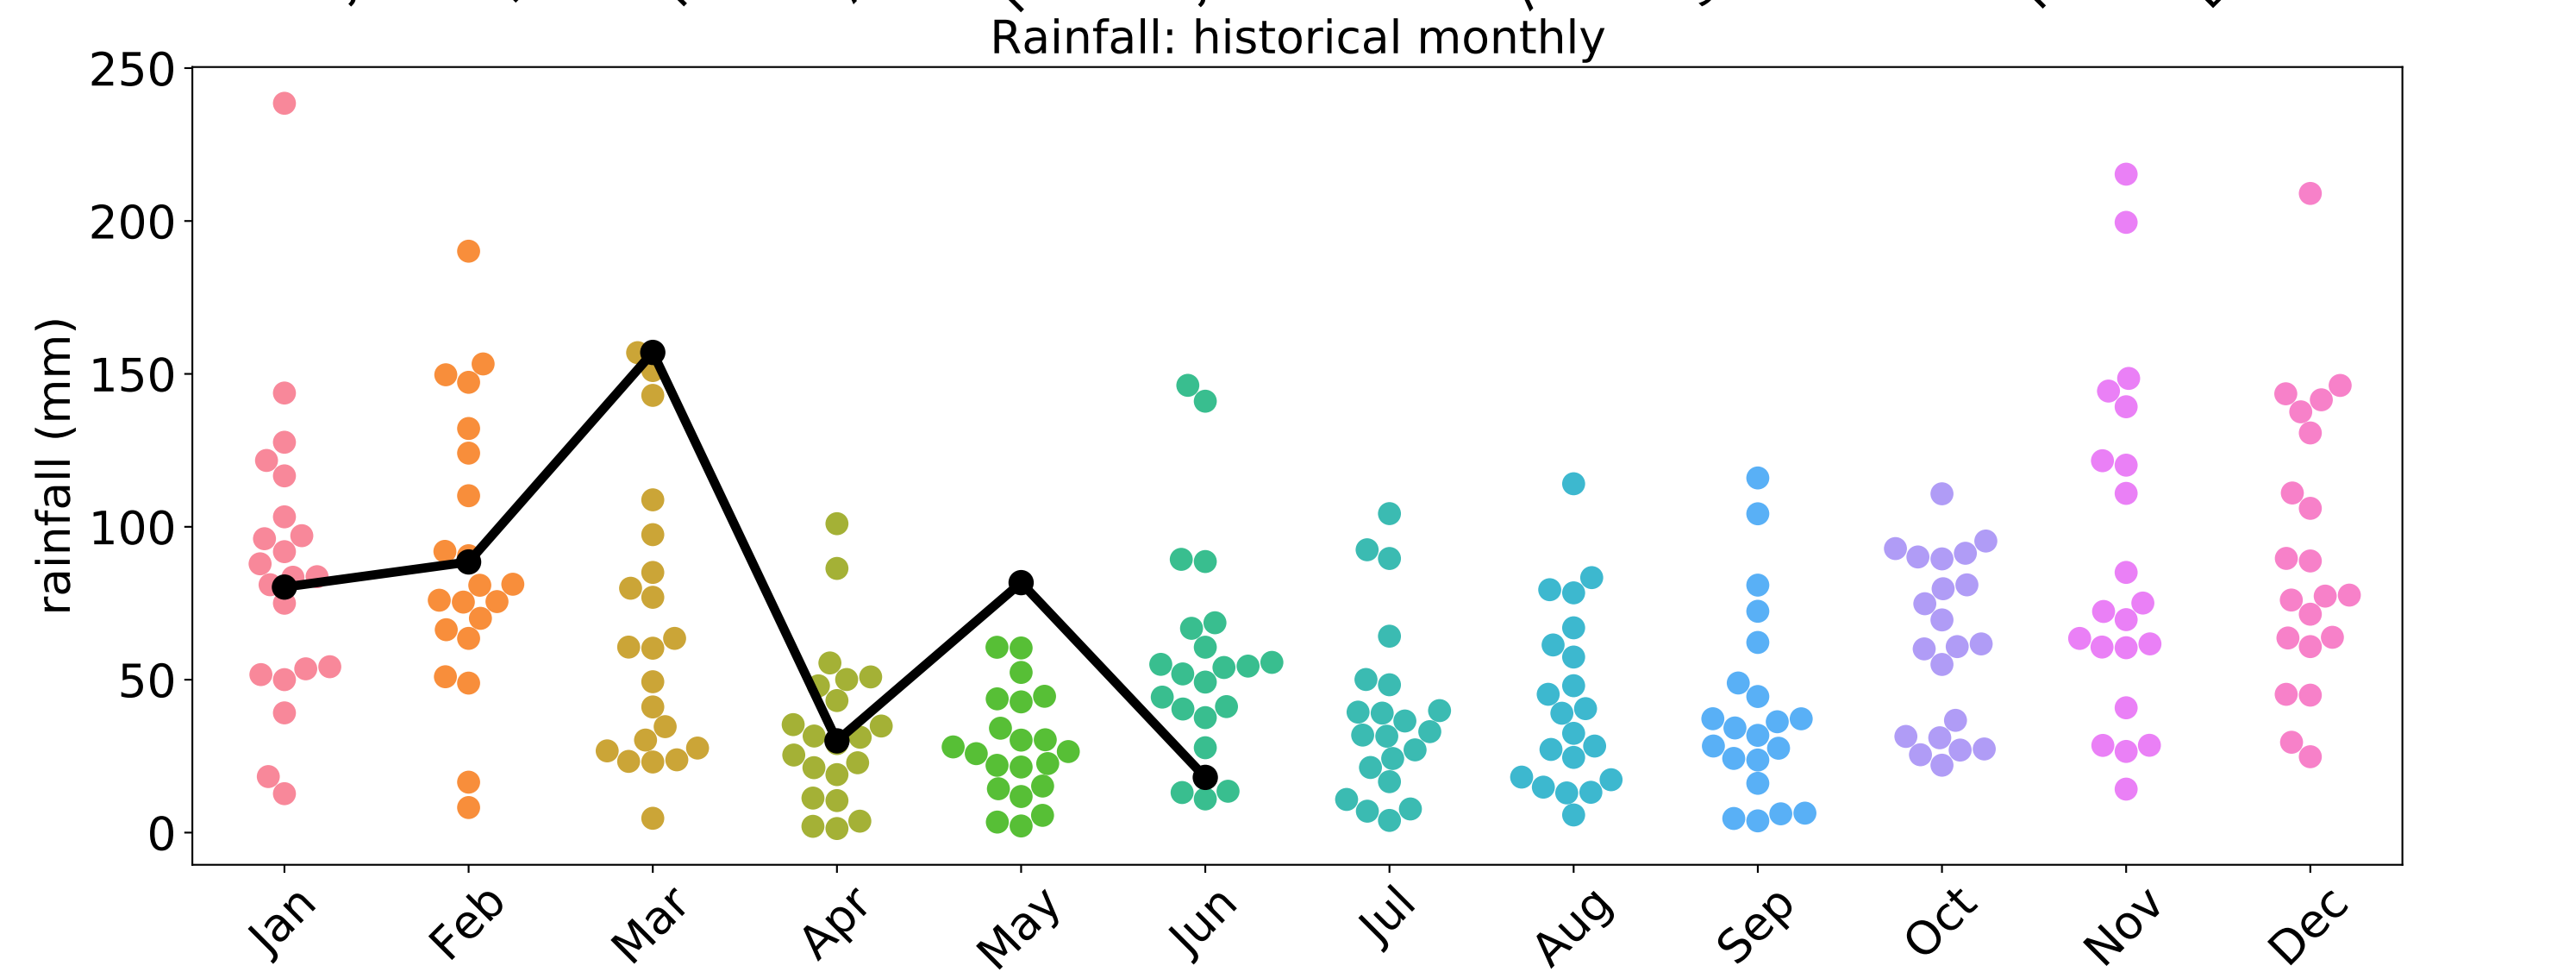 Rainfall: historical monthly
250
200
150
100
50
0
rainfall (mm)
Jan
Feb
Mar
Apr
May
Jun
Jul
Aug
Sep
Oct
Nov
Dec